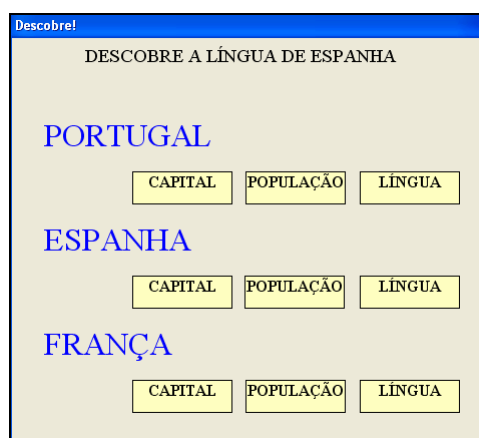 Descobre!
DESCOBRE A LÍNGUA DE ESPANHA
PORTUGAL
CAPITAL POPULAÇÃO LÍNGUA
ESPANHA
CAPITAL POPULAÇÃO LÍNGUA
FRANÇA
CAPITAL POPULAÇÃO LÍNGUA